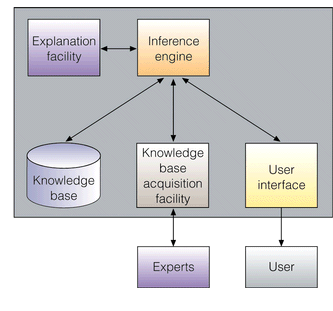 Explanation
facility
Inference
engine
Knowledge
base
Knowledge
base
acquisition
facility
User
interface
Experts
User